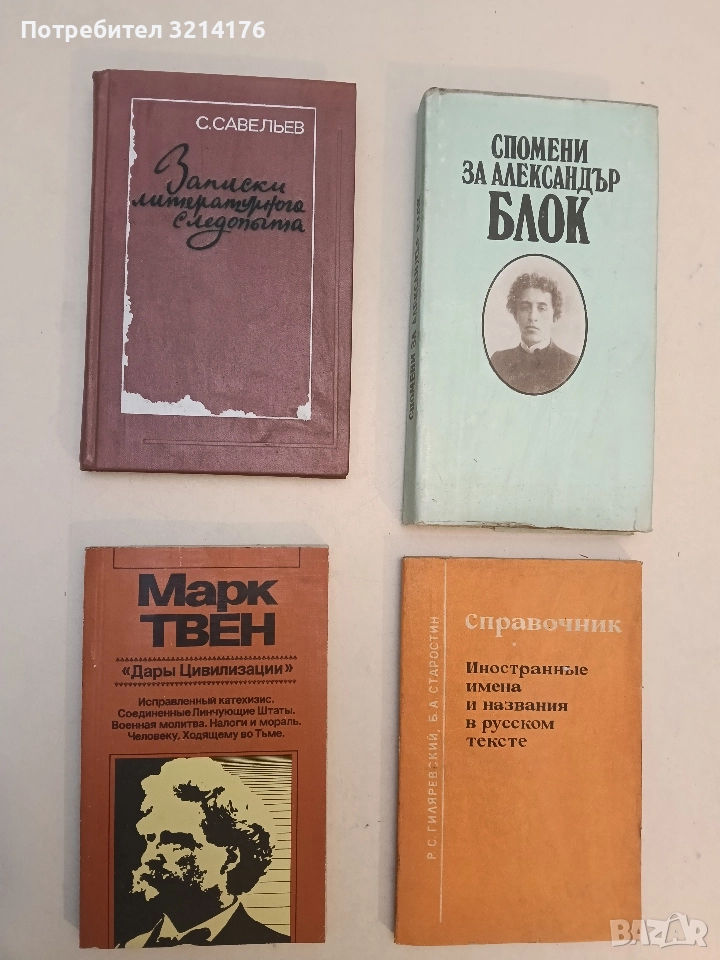 Потребител 3214176
С.САВЕЛЬЕВ
Записки
литературного
следопыта
СПОМЕНИ
ЗА АЛЕКСАНДЪР
БЛОК
СПОМЕНИ ЗА АЛЕКСАНДЪР БЛОК
Марк
ТВЕН
«Дары Цивилизации»
Исправленный катехизис.
Соединенные Линчующие Штаты.
Военная молитва. Налоги и мораль.
Человеку, Ходящему во Тьме.
Р.С.ГИЛЯРЕВСКИЙ, Б.А.СТАРОСТИН
Справочник
Иностранные
имена
и названия
в русском
тексте
BAZAR